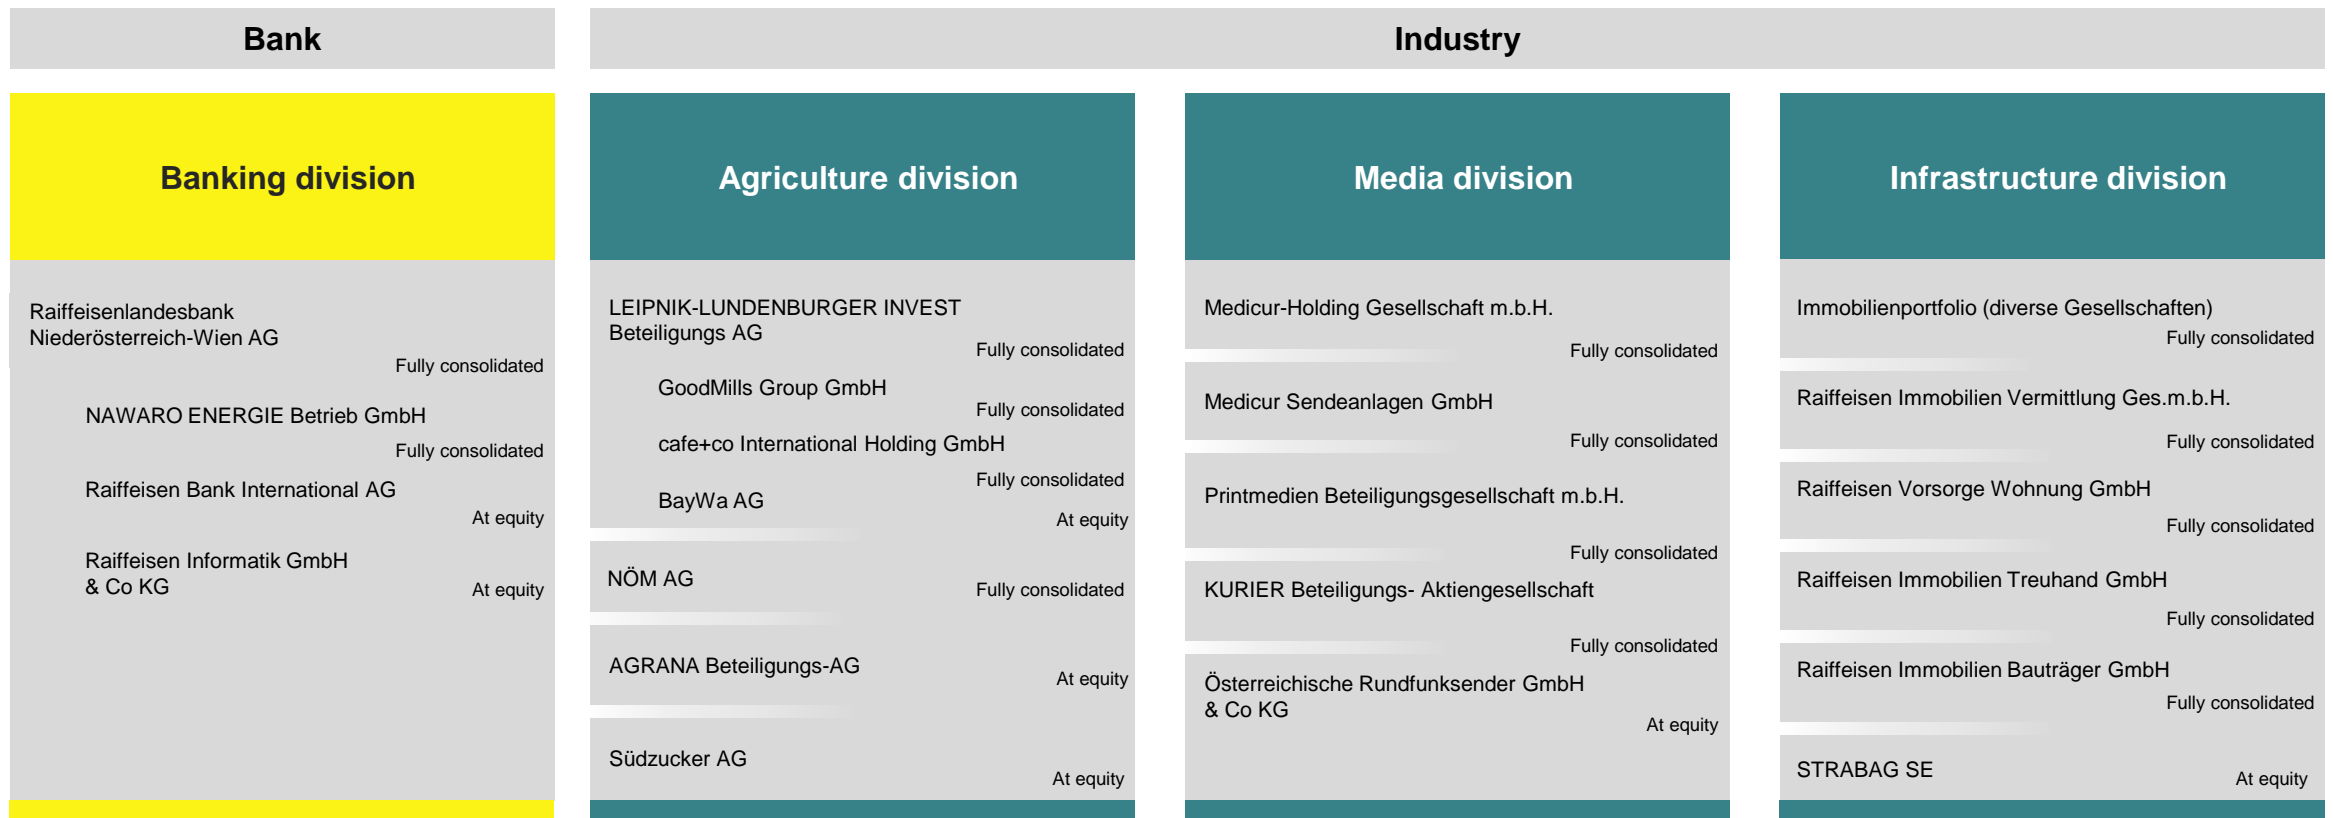 Bank
Industry
Banking division
Agriculture division
Media division
Infrastructure division
Raiffeisenlandesbank
Niederösterreich-Wien AG
Fully consolidated
NAWARO ENERGIE Betrieb GmbH
Fully consolidated
Raiffeisen Bank International AG
At equity
Raiffeisen Informatik GmbH
& Co KG
At equity
LEIPNIK-LUNDENBURGER INVEST
Beteiligungs AG
Fully consolidated
GoodMills Group GmbH
Fully consolidated
cafe+co International Holding GmbH
Fully consolidated
BayWa AG
At equity
NÖM AG
Fully consolidated
AGRANA Beteiligungs-AG
At equity
Südzucker AG
At equity
Medicur-Holding Gesellschaft m.b.H.
Fully consolidated
Medicur Sendeanlagen GmbH
Fully consolidated
Printmedien Beteiligungsgesellschaft m.b.H.
Fully consolidated
KURIER Beteiligungs- Aktiengesellschaft
Fully consolidated
Österreichische Rundfunksender GmbH
& Co KG
At equity
Immobilienportfolio (diverse Gesellschaften)
Fully consolidated
Raiffeisen Immobilien Vermittlung Ges.m.b.H.
Fully consolidated
Raiffeisen Vorsorge Wohnung GmbH
Fully consolidated
Raiffeisen Immobilien Treuhand GmbH
Fully consolidated
Raiffeisen Immobilien Bauträger GmbH
Fully consolidated
STRABAG SE
At equity